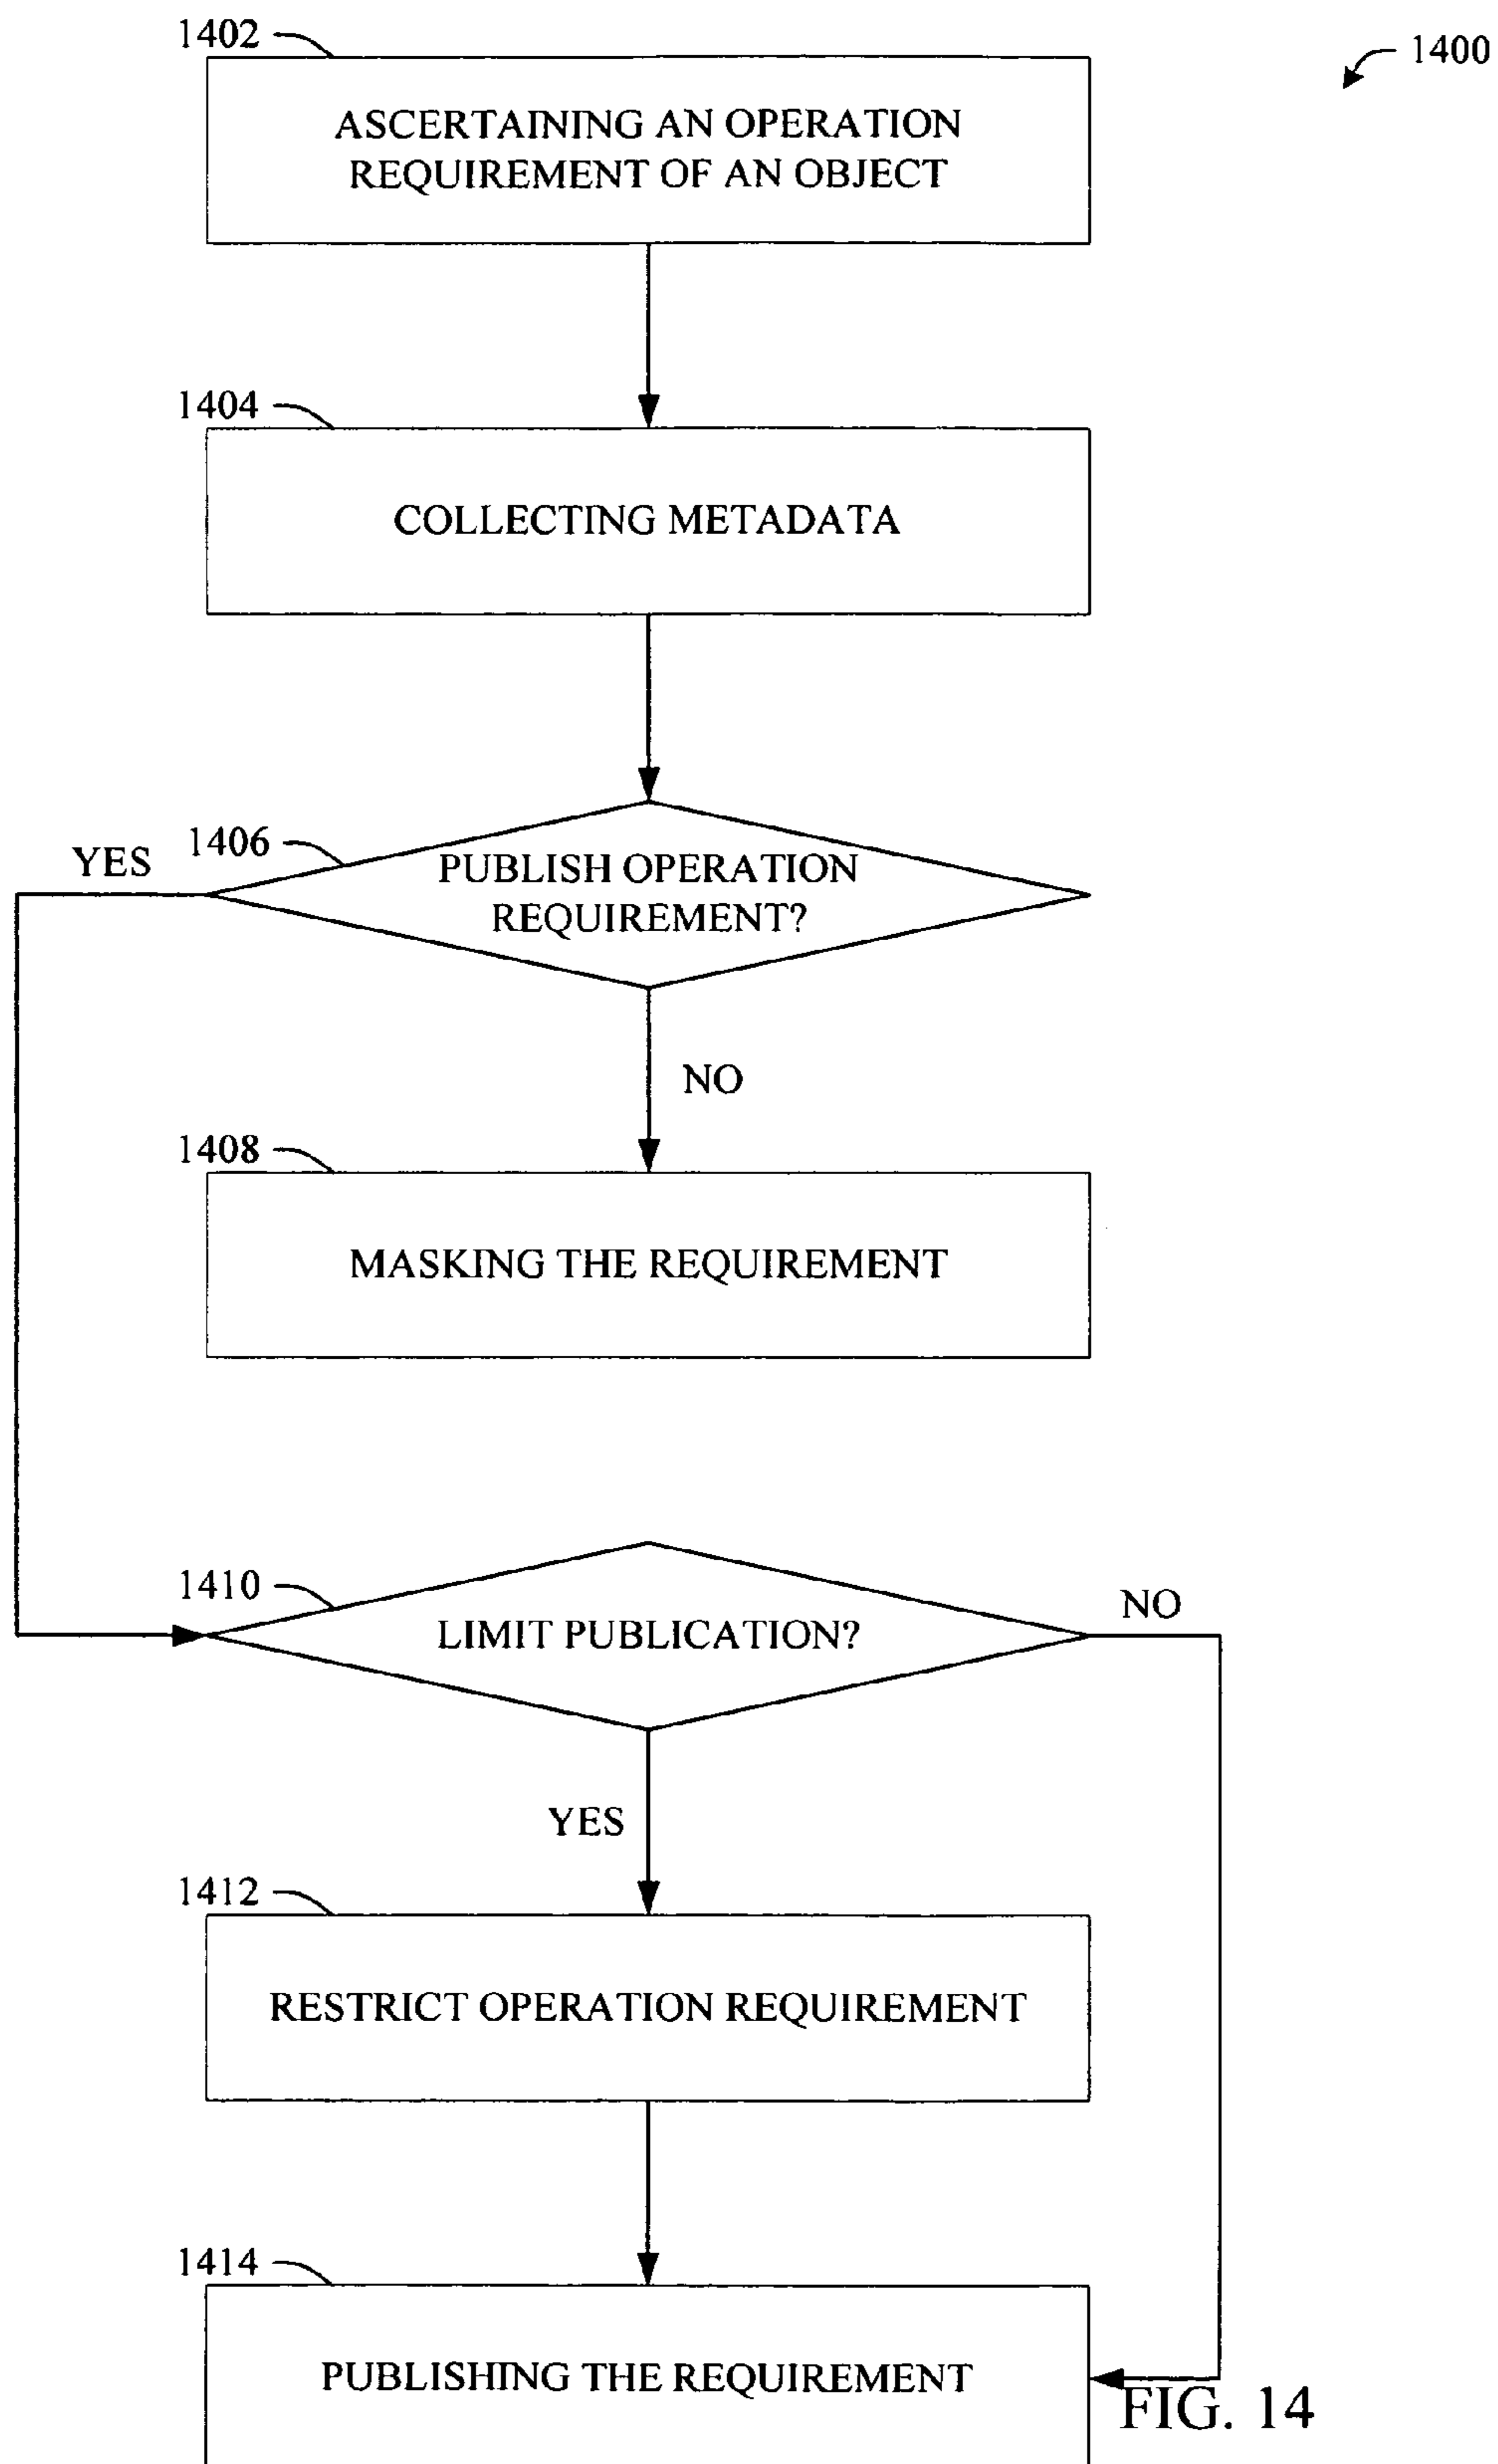 1402
1400
ASCERTAINING AN OPERATION
REQUIREMENT OF AN OBJECT
1404
COLLECTING METADATA
YES
1406
PUBLISH OPERATION
REQUIREMENT?
NO
1408
MASKING THE REQUIREMENT
1410
LIMIT PUBLICATION?
NO
YES
1412
RESTRICT OPERATION REQUIREMENT
1414
PUBLISHING THE REQUIREMENT
FIG. 14